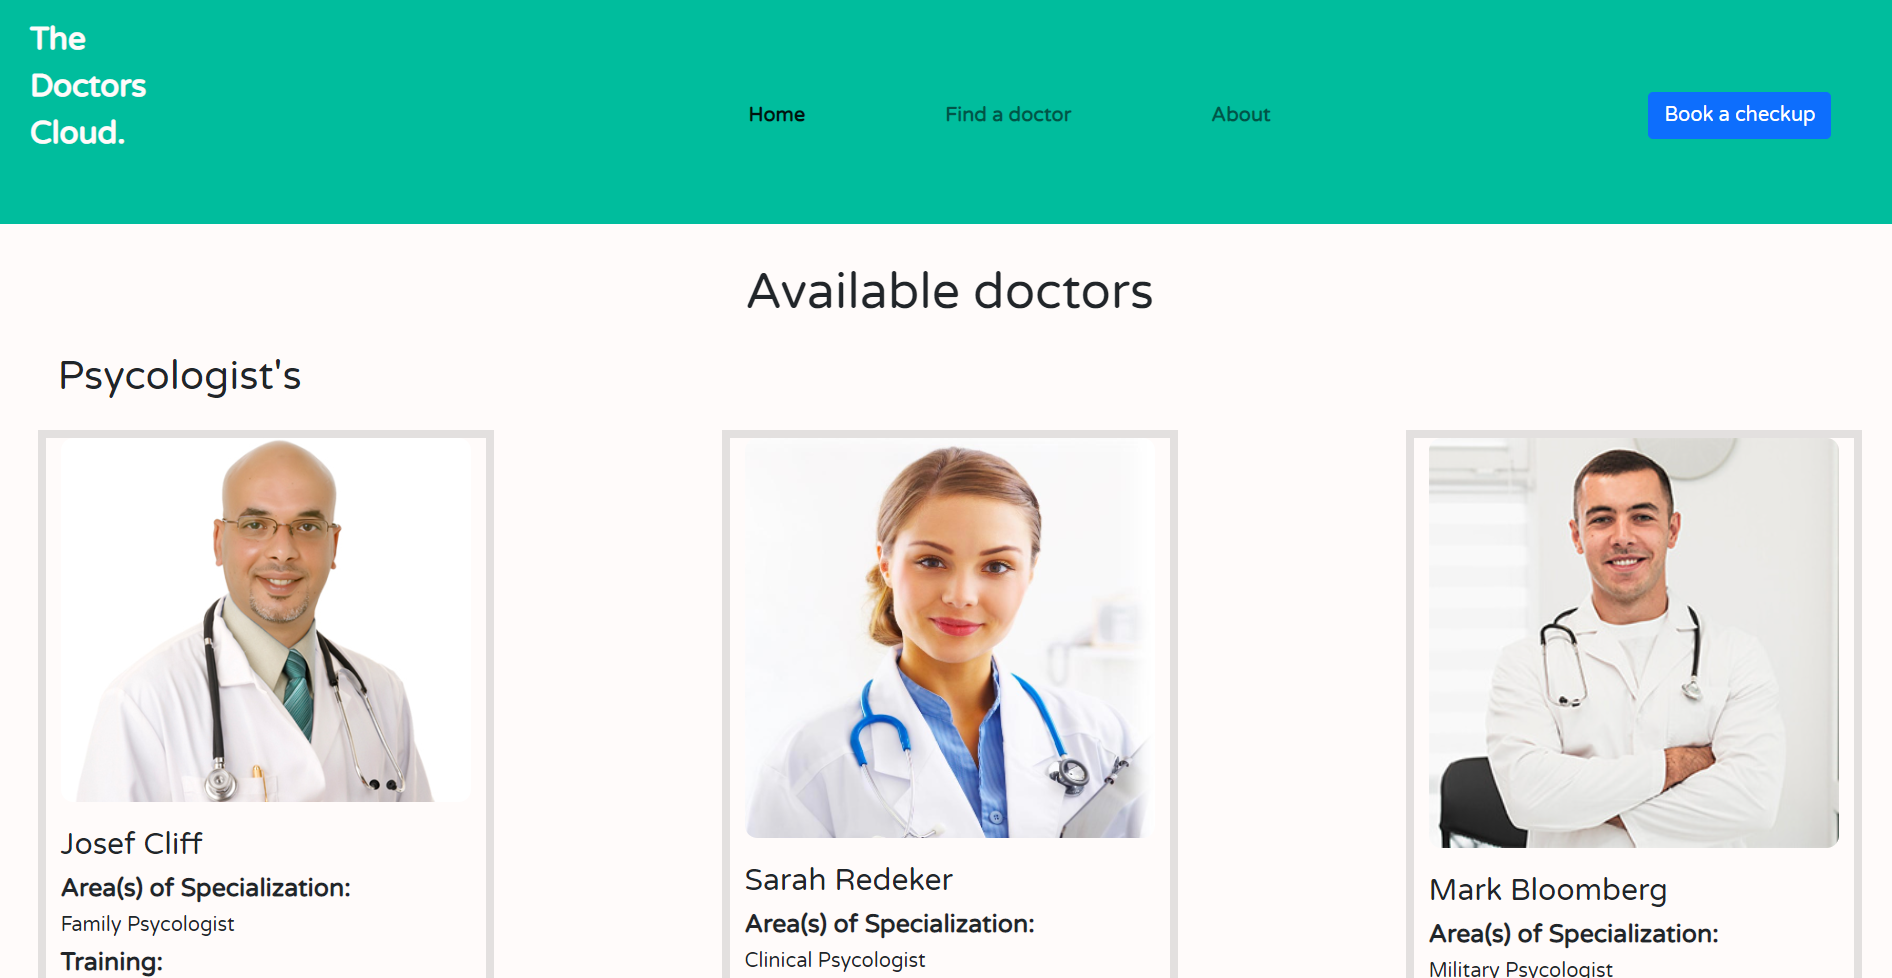 The
Doctors
Cloud.
Home
Find a doctor
About
Book a checkup
Available doctors
Psycologist's
Josef Cliff
Area(s) of Specialization:
Family Psycologist
Training:
Sarah Redeker
Area(s) of Specialization:
Clinical Psycologist
Mark Bloomberg
Area(s) of Specialization:
Military Psycologist